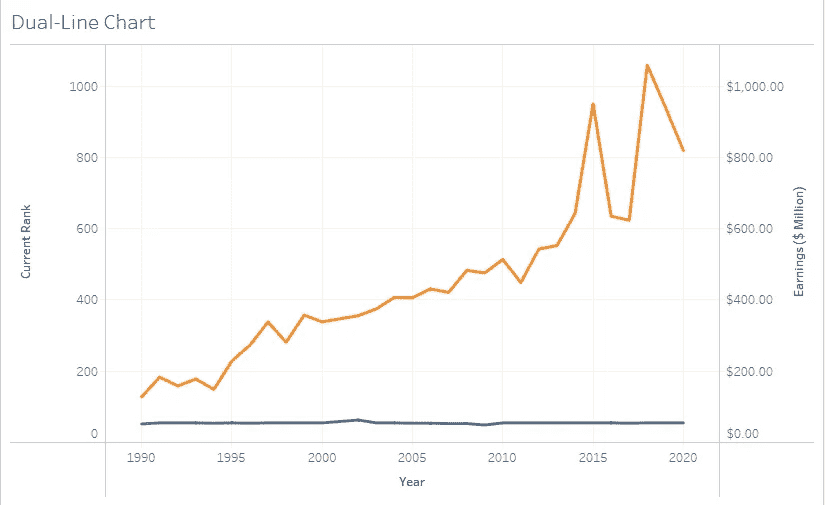 Dual-Line Chart
1000 $1,000.00
800 $800.00
600 $600.00
400 $400.00
200 $200.00
0 $0.00
Current Rank
Earnings ($ Million)
1990 1995 2000 2005 2010 2015 2020
Year